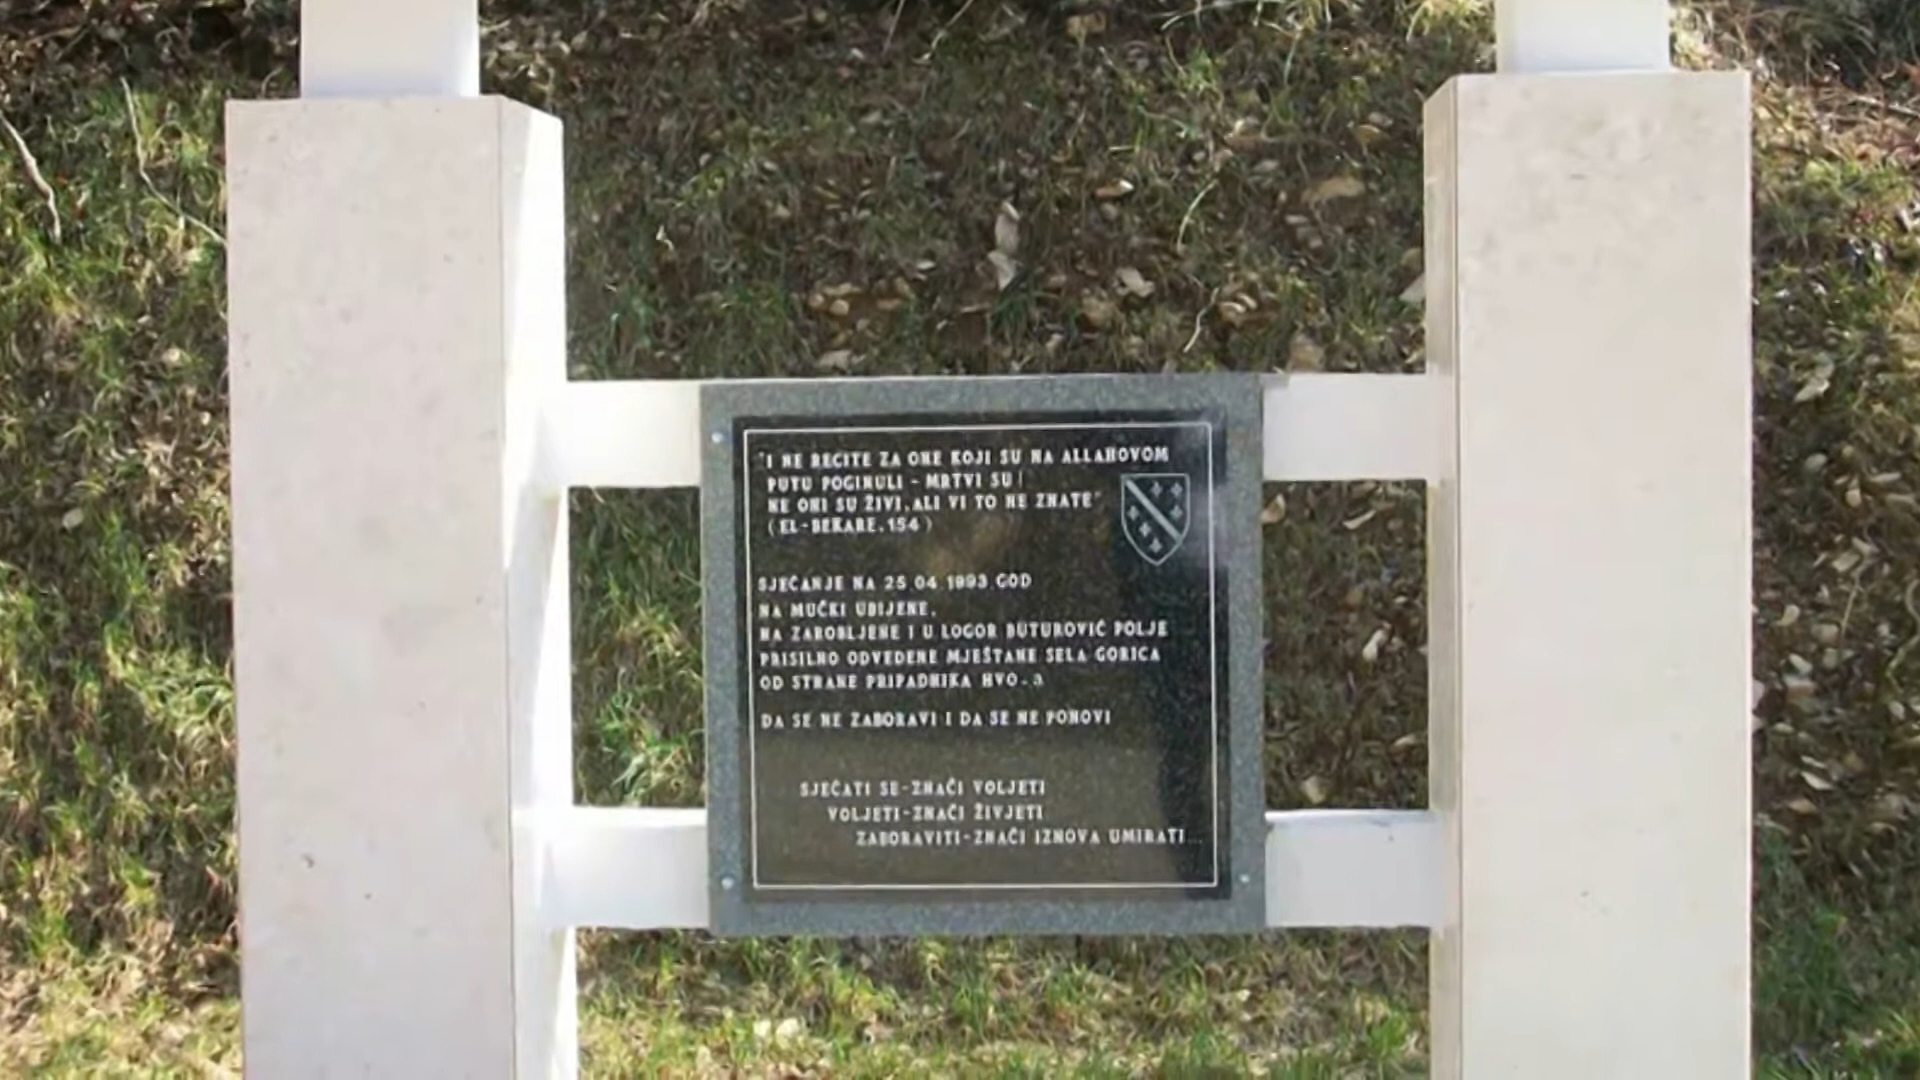 "I NE RECITE ZA ONE KOJI SU NA ALLAHOVOM
PUTU POGINULI - MRTVI SU!
NE ONI SU ŽIVI, ALI VI TO NE ZNATE"
(EL-BEKARE, 154)
SJEĆANJE NA 25 04 1993 GOD
NA MUČKI UBIJENE,
NA ZAROBLJENE I U LOGOR BUTUROVIĆ POLJE
PRISILNO ODVEDENE MJEŠTANE SELA GORICA
OD STRANE PRIPADNIKA HVO-a
DA SE NE ZABORAVI I DA SE NE PONOVI
SJEĆATI SE-ZNAČI VOLJETI
VOLJETI-ZNAČI ŽIVJETI
ZABORAVITI-ZNAČI IZNOVA UMIRATI...